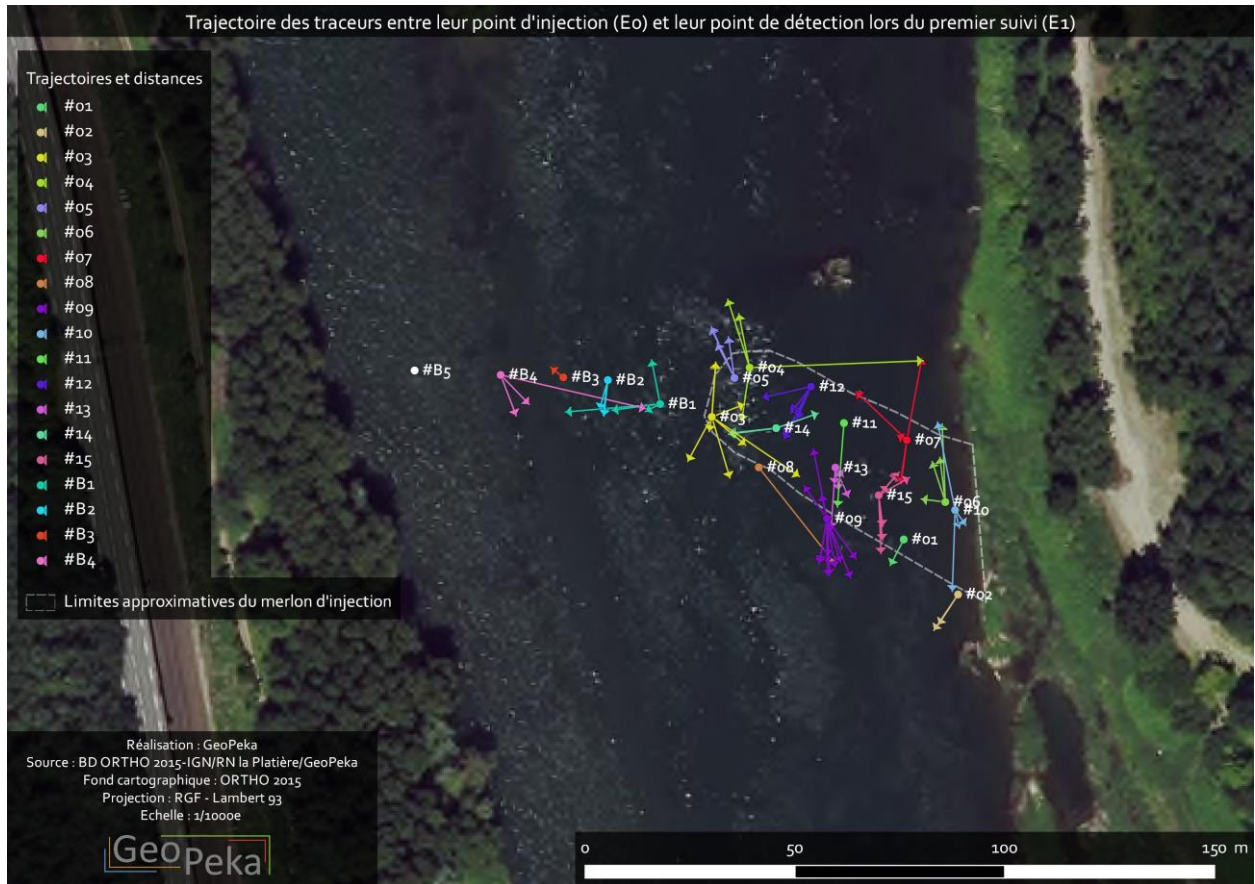 Trajectoire des traceurs entre leur point d'injection (E0) et leur point de détection lors du premier suivi (E1)
Trajectoires et distances
#01
#02
#03
#04
#05
#06
#07
#08
#09
#10
#11
#12
#13
#14
#15
#B1
#B2
#B3
#B4
Limites approximatives du merlon d'injection
#B5
#B4
#B3
#B2
#B1
#04
#05
#12
#03
#14
#11
#07
#08
#13
#15
#06
#10
#09
#01
#02
Réalisation : GeoPeka
Source : BD ORTHO 2015-IGN/RN la Platière/GeoPeka
Fond cartographique : ORTHO 2015
Projection : RGF - Lambert 93
Echelle : 1/1000e
GeoPeka
0 50 100 150 m